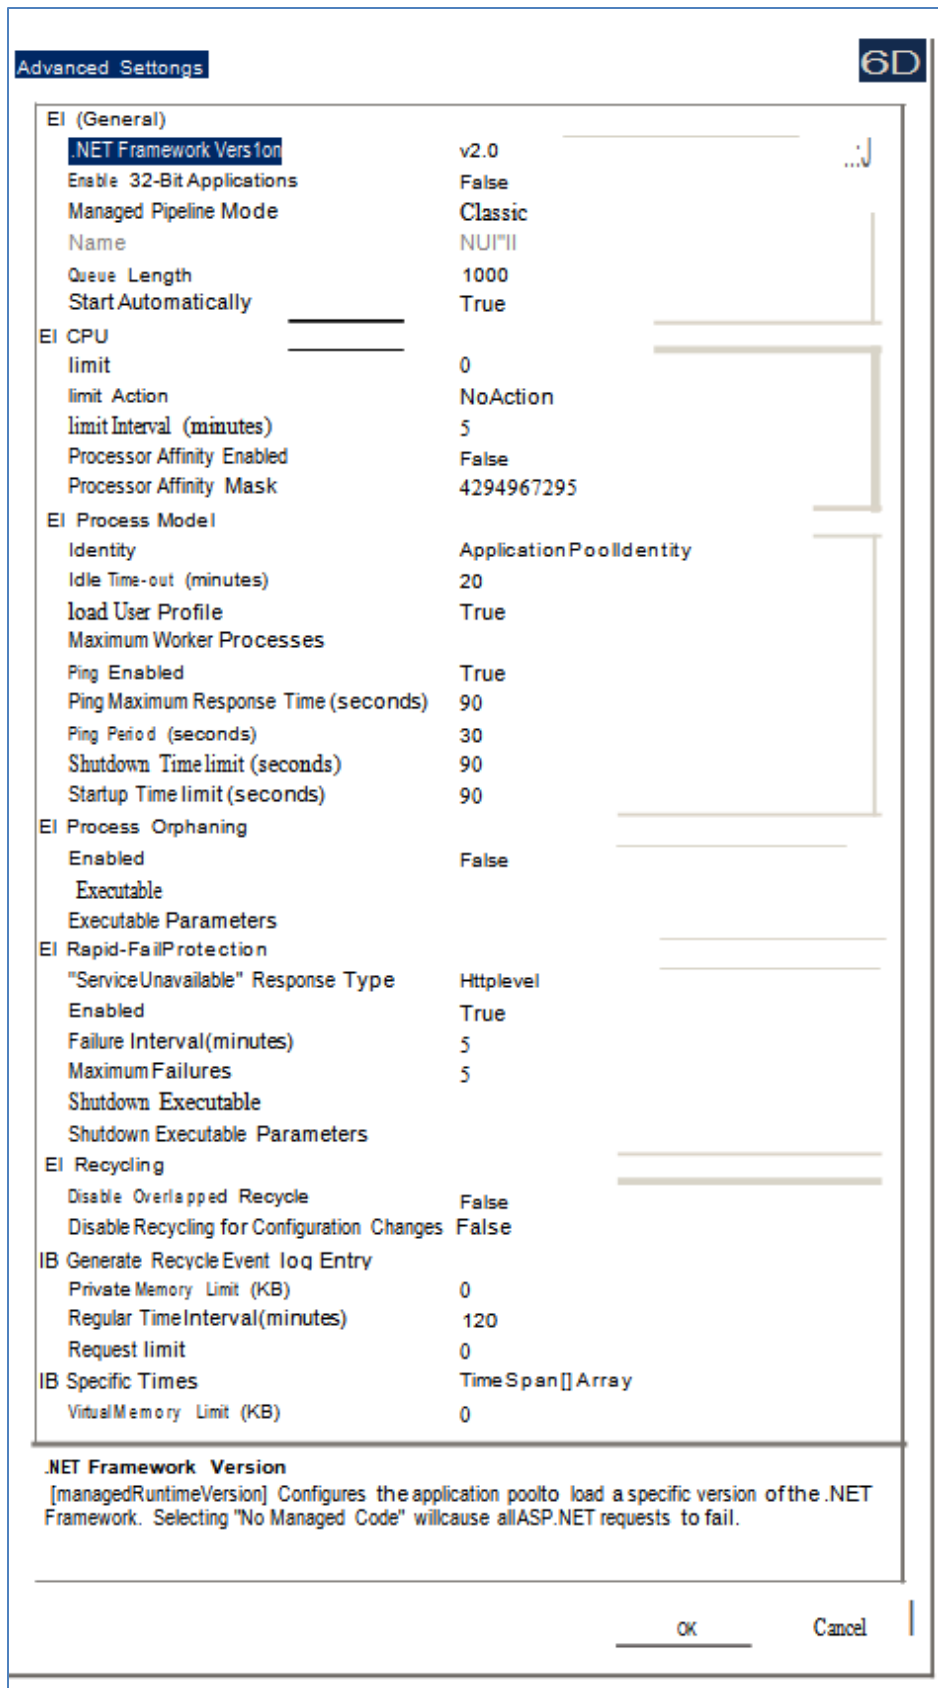 Advanced Settongs 6D
EI (General)
.NET Framework Vers1on v2.0 ...:J
Enable 32-Bit Applications False
Managed Pipeline Mode Classic
Name NUI"II
Queue Length 1000
Start Automatically True
EI CPU
limit 0
limit Action NoAction
limit Interval (minutes) 5
Processor Affinity Enabled False
Processor Affinity Mask 4294967295
EI Process Model
Identity ApplicationPoolIdentity
Idle Time-out (minutes) 20
load User Profile True
Maximum Worker Processes
Ping Enabled True
Ping Maximum Response Time (seconds) 90
Ping Period (seconds) 30
Shutdown Time limit (seconds) 90
Startup Time limit (seconds) 90
EI Process Orphaning
Enabled False
Executable
Executable Parameters
EI Rapid-FailProtection
"ServiceUnavailable" Response Type Httplevel
Enabled True
Failure Interval(minutes) 5
Maximum Failures 5
Shutdown Executable
Shutdown Executable Parameters
EI Recycling
Disable Overlapped Recycle False
Disable Recycling for Configuration Changes False
IB Generate Recycle Event log Entry
Private Memory Limit (KB) 0
Regular TimeInterval(minutes) 120
Request limit 0
IB Specific Times TimeSpan[] Array
VirtualMemory Limit (KB) 0
.NET Framework Version
[managedRuntimeVersion] Configures the application poolto load a specific version ofthe .NET
Framework. Selecting "No Managed Code" willcause allASP.NET requests to fail.
OK Cancel